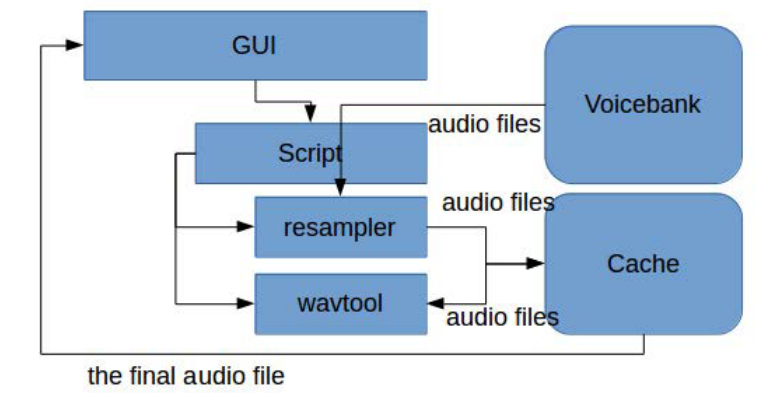 GUI
Voicebank
audio files
Script
audio files
resampler
Cache
wavtool
audio files
the final audio file